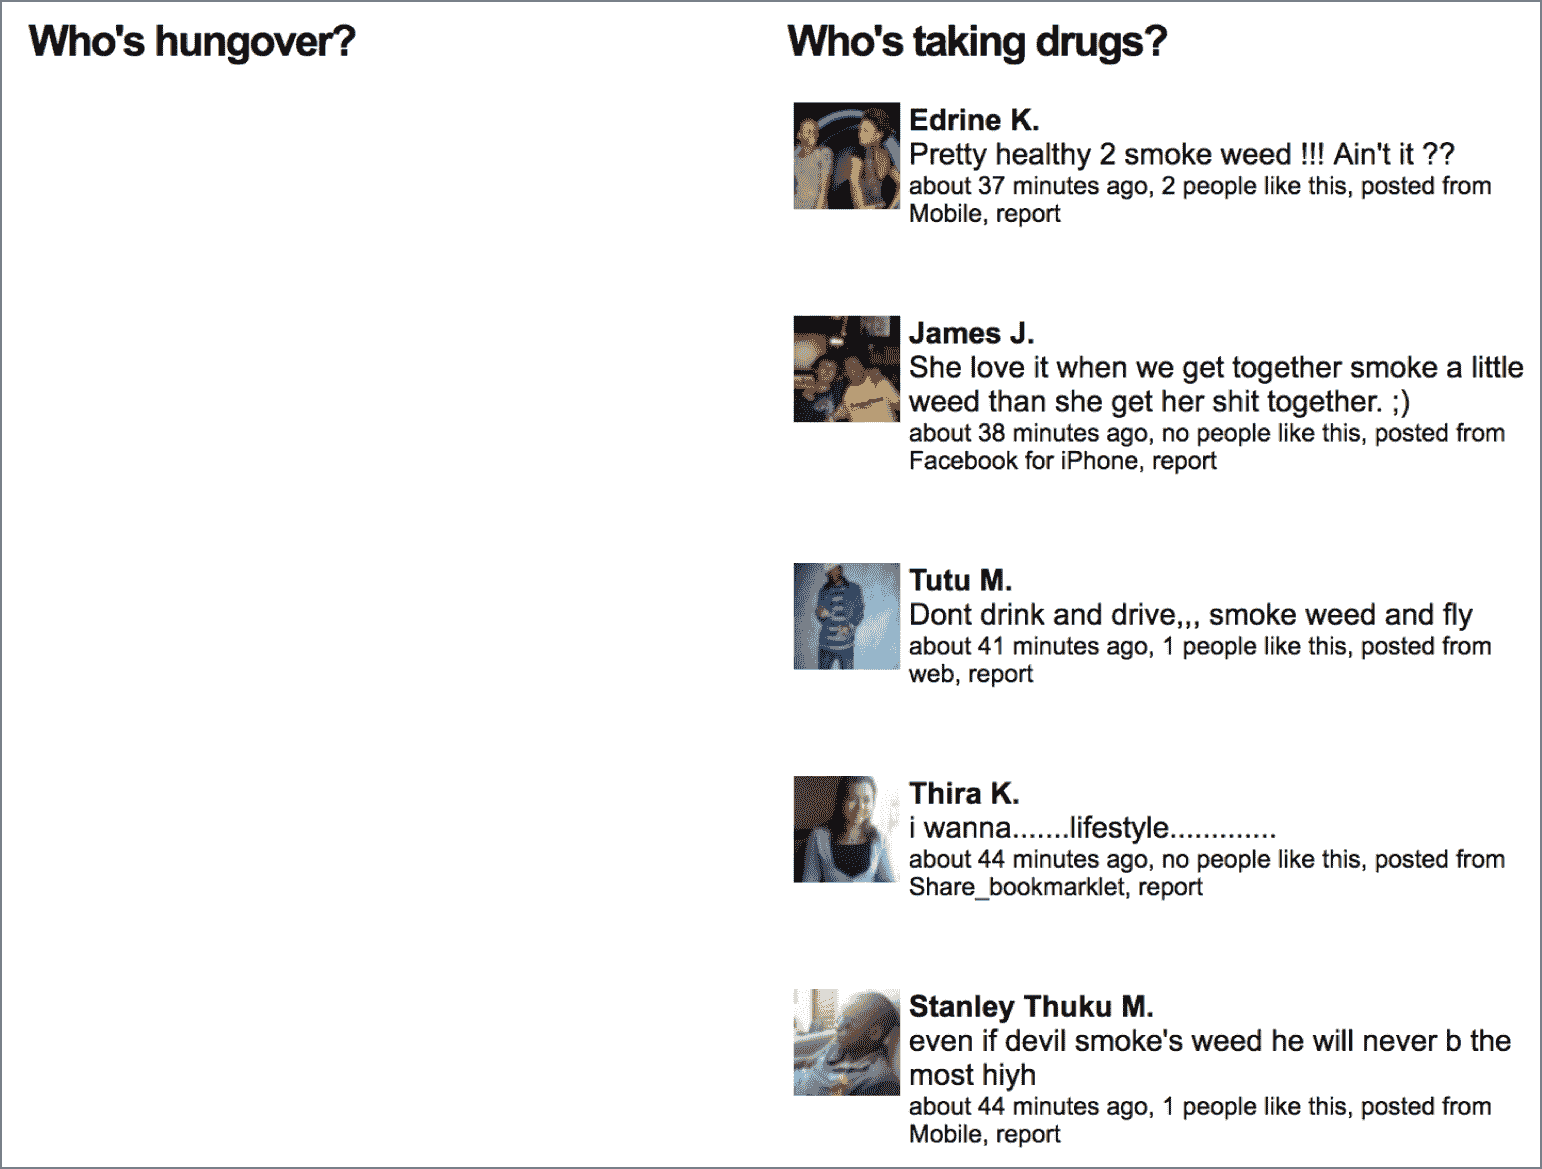 Who's hungover?
Who's taking drugs?
Edrine K.
Pretty healthy 2 smoke weed !!! Ain't it ??
about 37 minutes ago, 2 people like this, posted from
Mobile, report
James J.
She love it when we get together smoke a little
weed than she get her shit together. ;)
about 38 minutes ago, no people like this, posted from
Facebook for iPhone, report
Tutu M.
Dont drink and drive,,, smoke weed and fly
about 41 minutes ago, 1 people like this, posted from
web, report
Thira K.
i wanna.......lifestyle.............
about 44 minutes ago, no people like this, posted from
Share_bookmarklet, report
Stanley Thuku M.
even if devil smoke's weed he will never b the
most hiyh
about 44 minutes ago, 1 people like this, posted from
Mobile, report